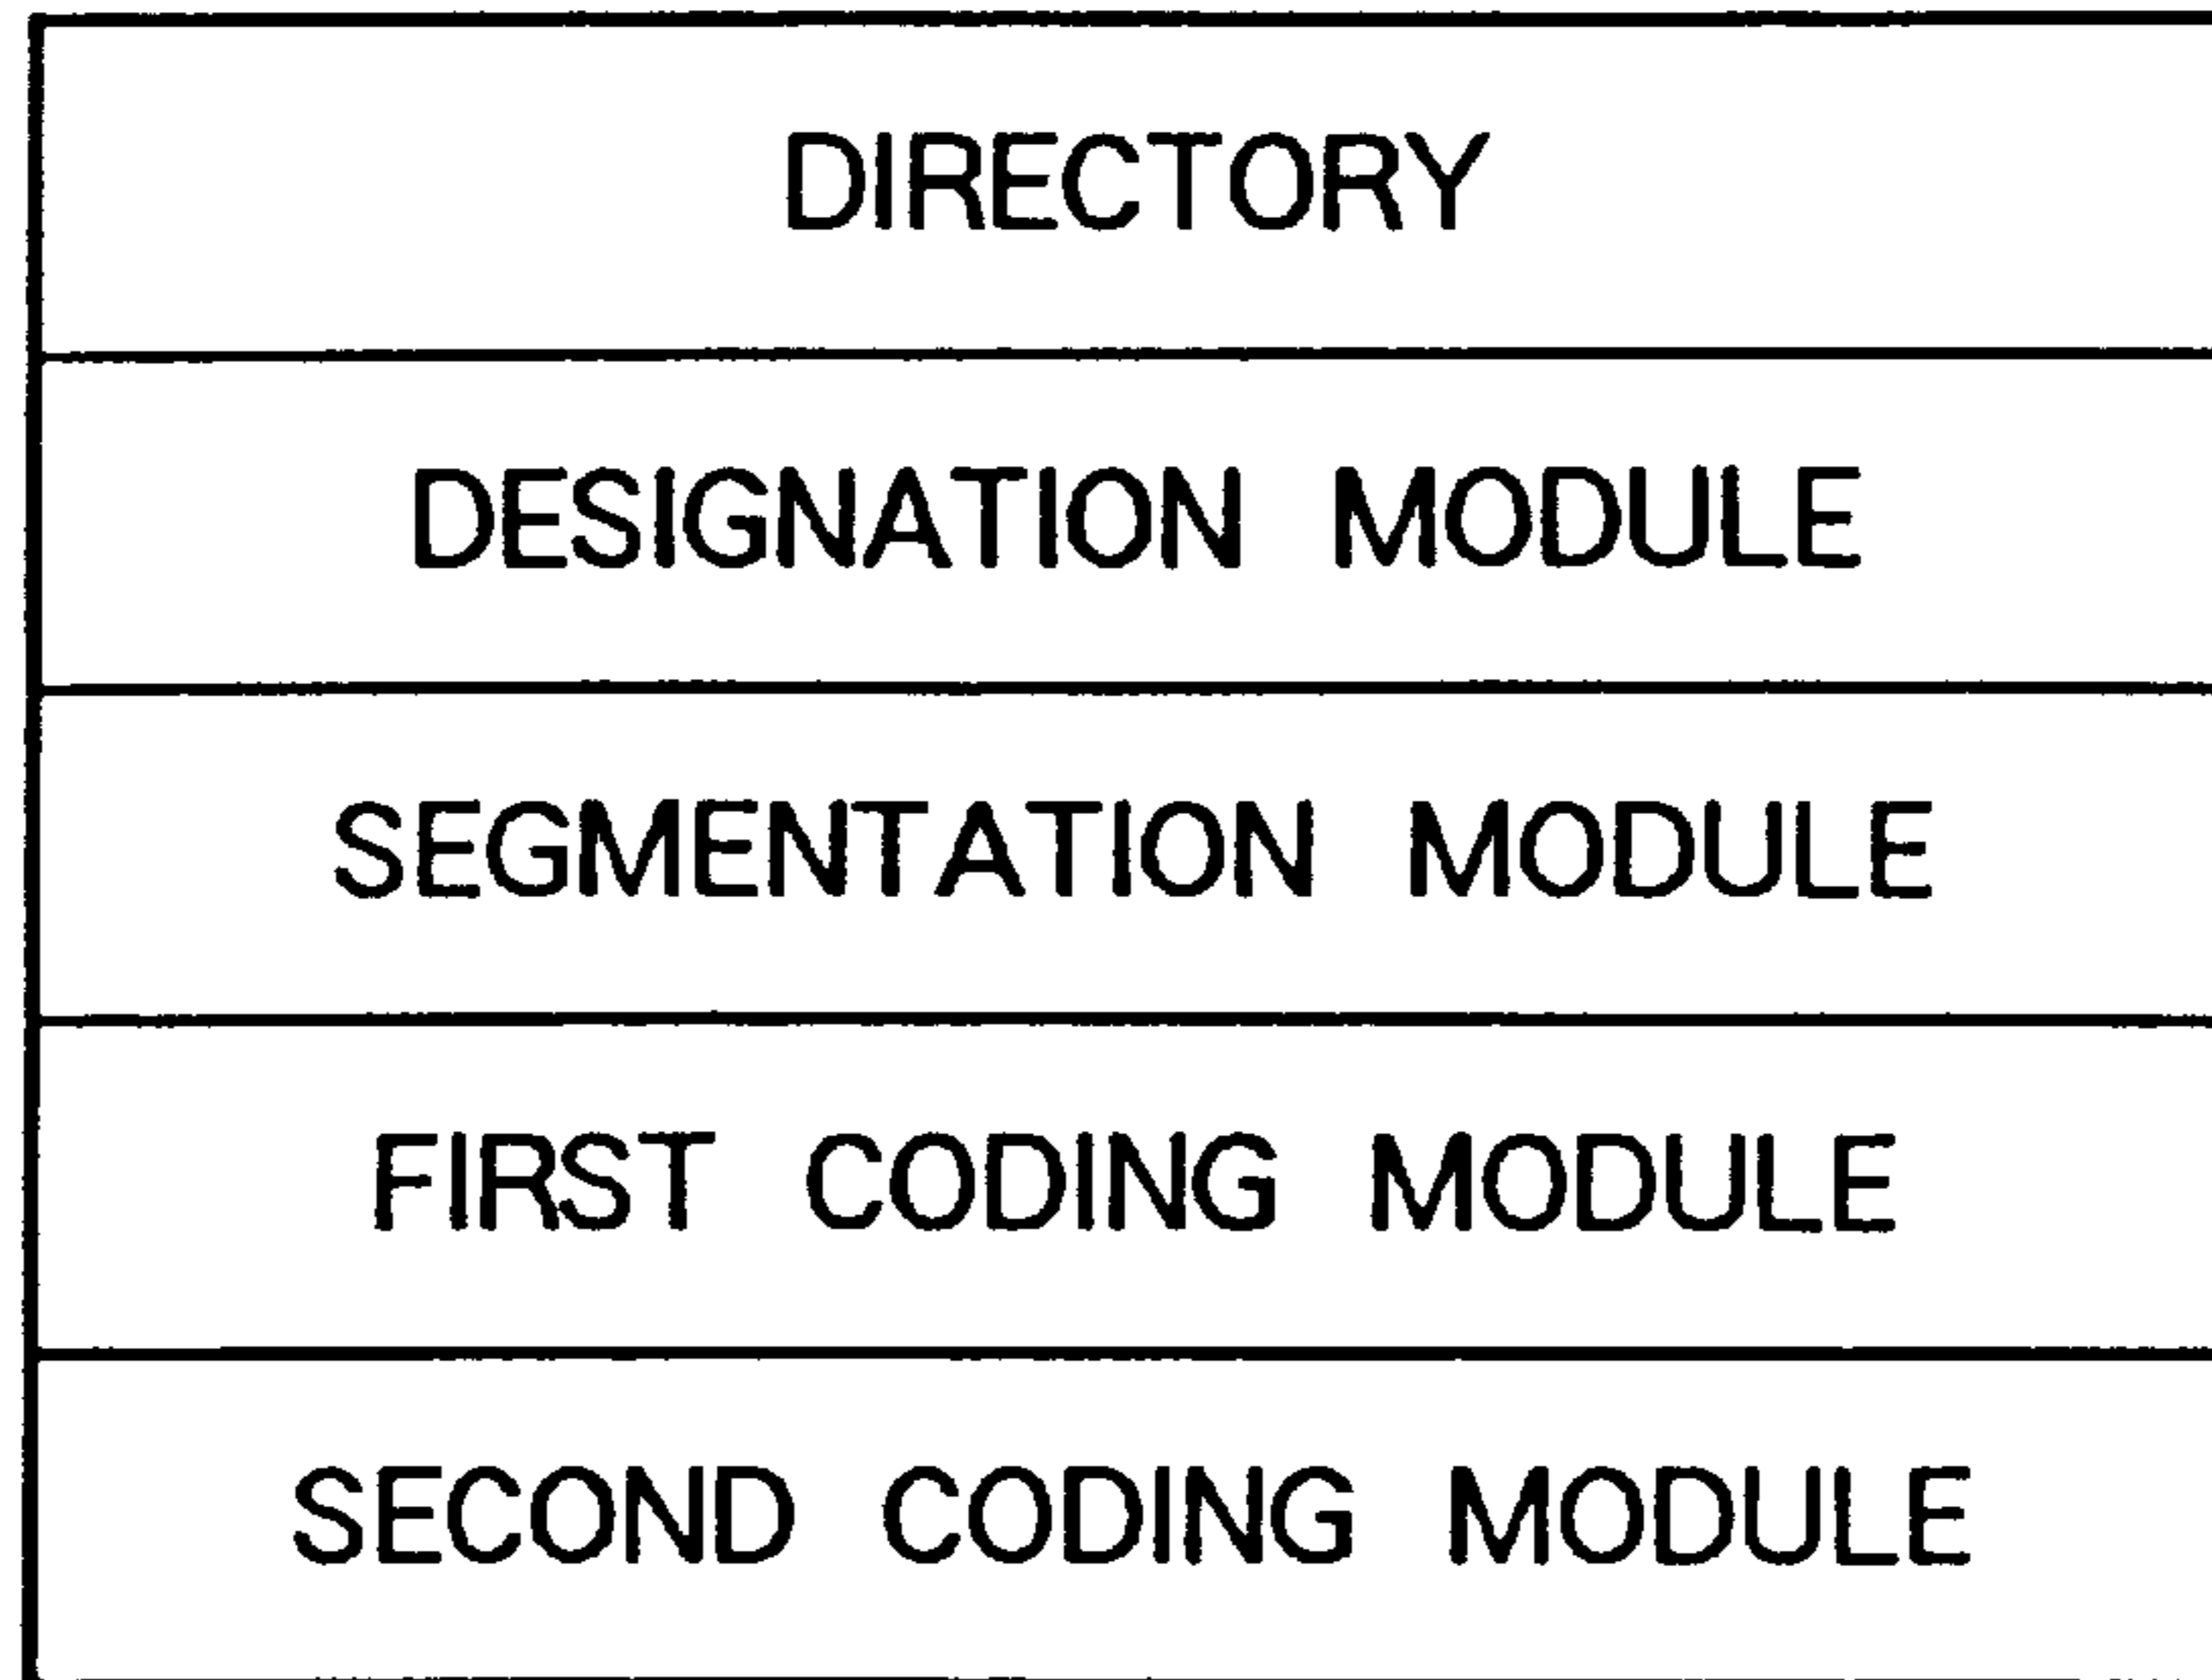 DIRECTORY
DESIGNATION MODULE
SEGMENTATION MODULE
FIRST CODING MODULE
SECOND CODING MODULE